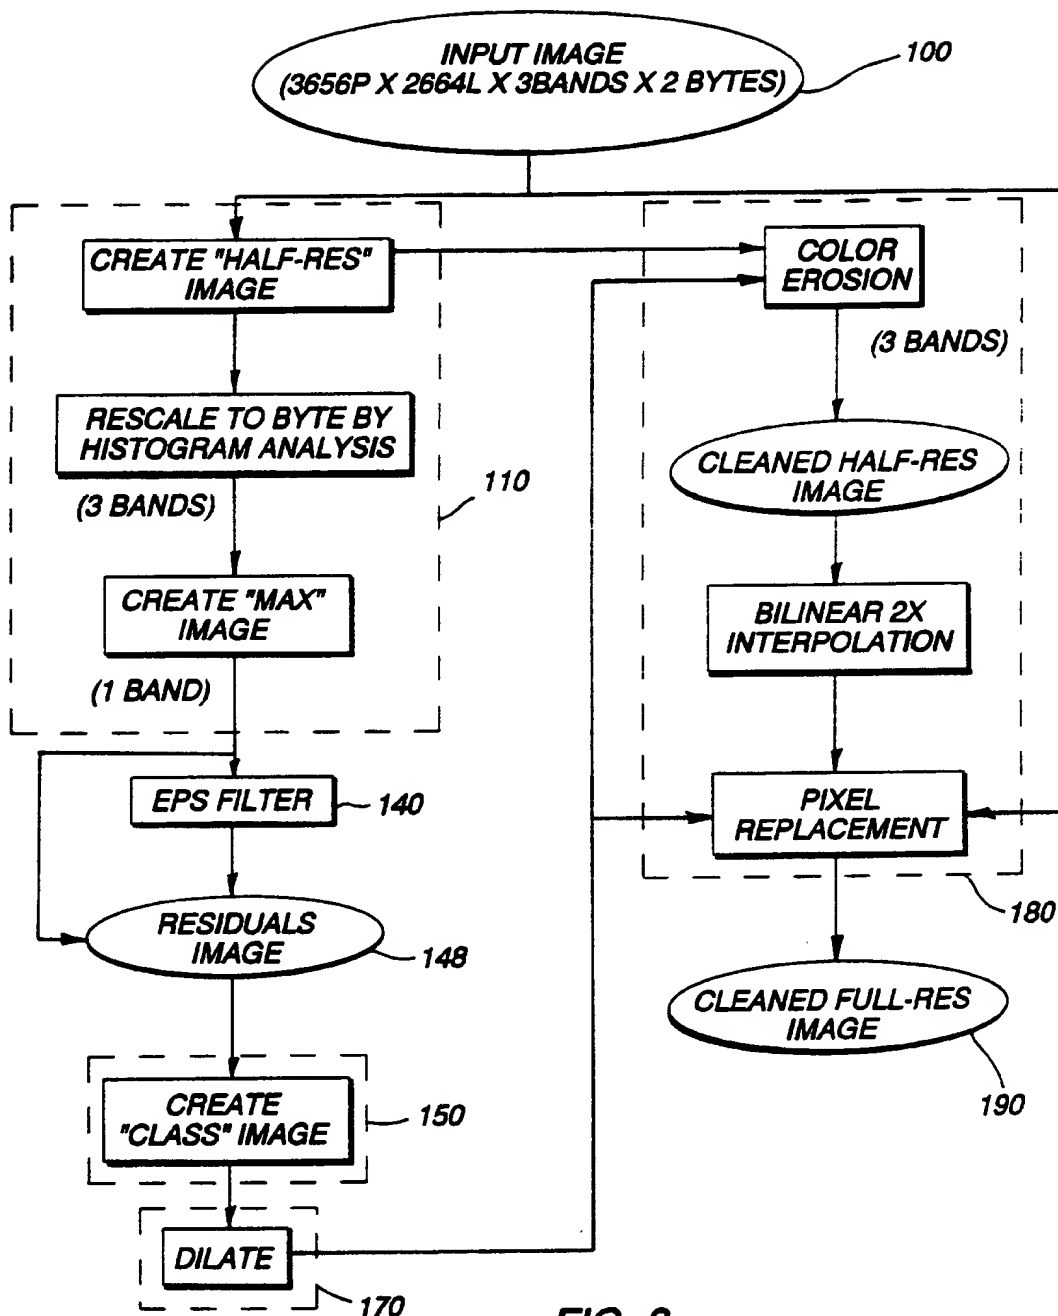 INPUT IMAGE
(3656P X 2664L X 3BANDS X 2 BYTES)
100
CREATE "HALF-RES"
IMAGE
RESCALE TO BYTE BY
HISTOGRAM ANALYSIS
(3 BANDS)
110
CREATE "MAX"
IMAGE
(1 BAND)
EPS FILTER
140
RESIDUALS
IMAGE
148
CREATE
"CLASS" IMAGE
150
DILATE
170
COLOR
EROSION
(3 BANDS)
CLEANED HALF-RES
IMAGE
BILINEAR 2X
INTERPOLATION
PIXEL
REPLACEMENT
180
CLEANED FULL-RES
IMAGE
190